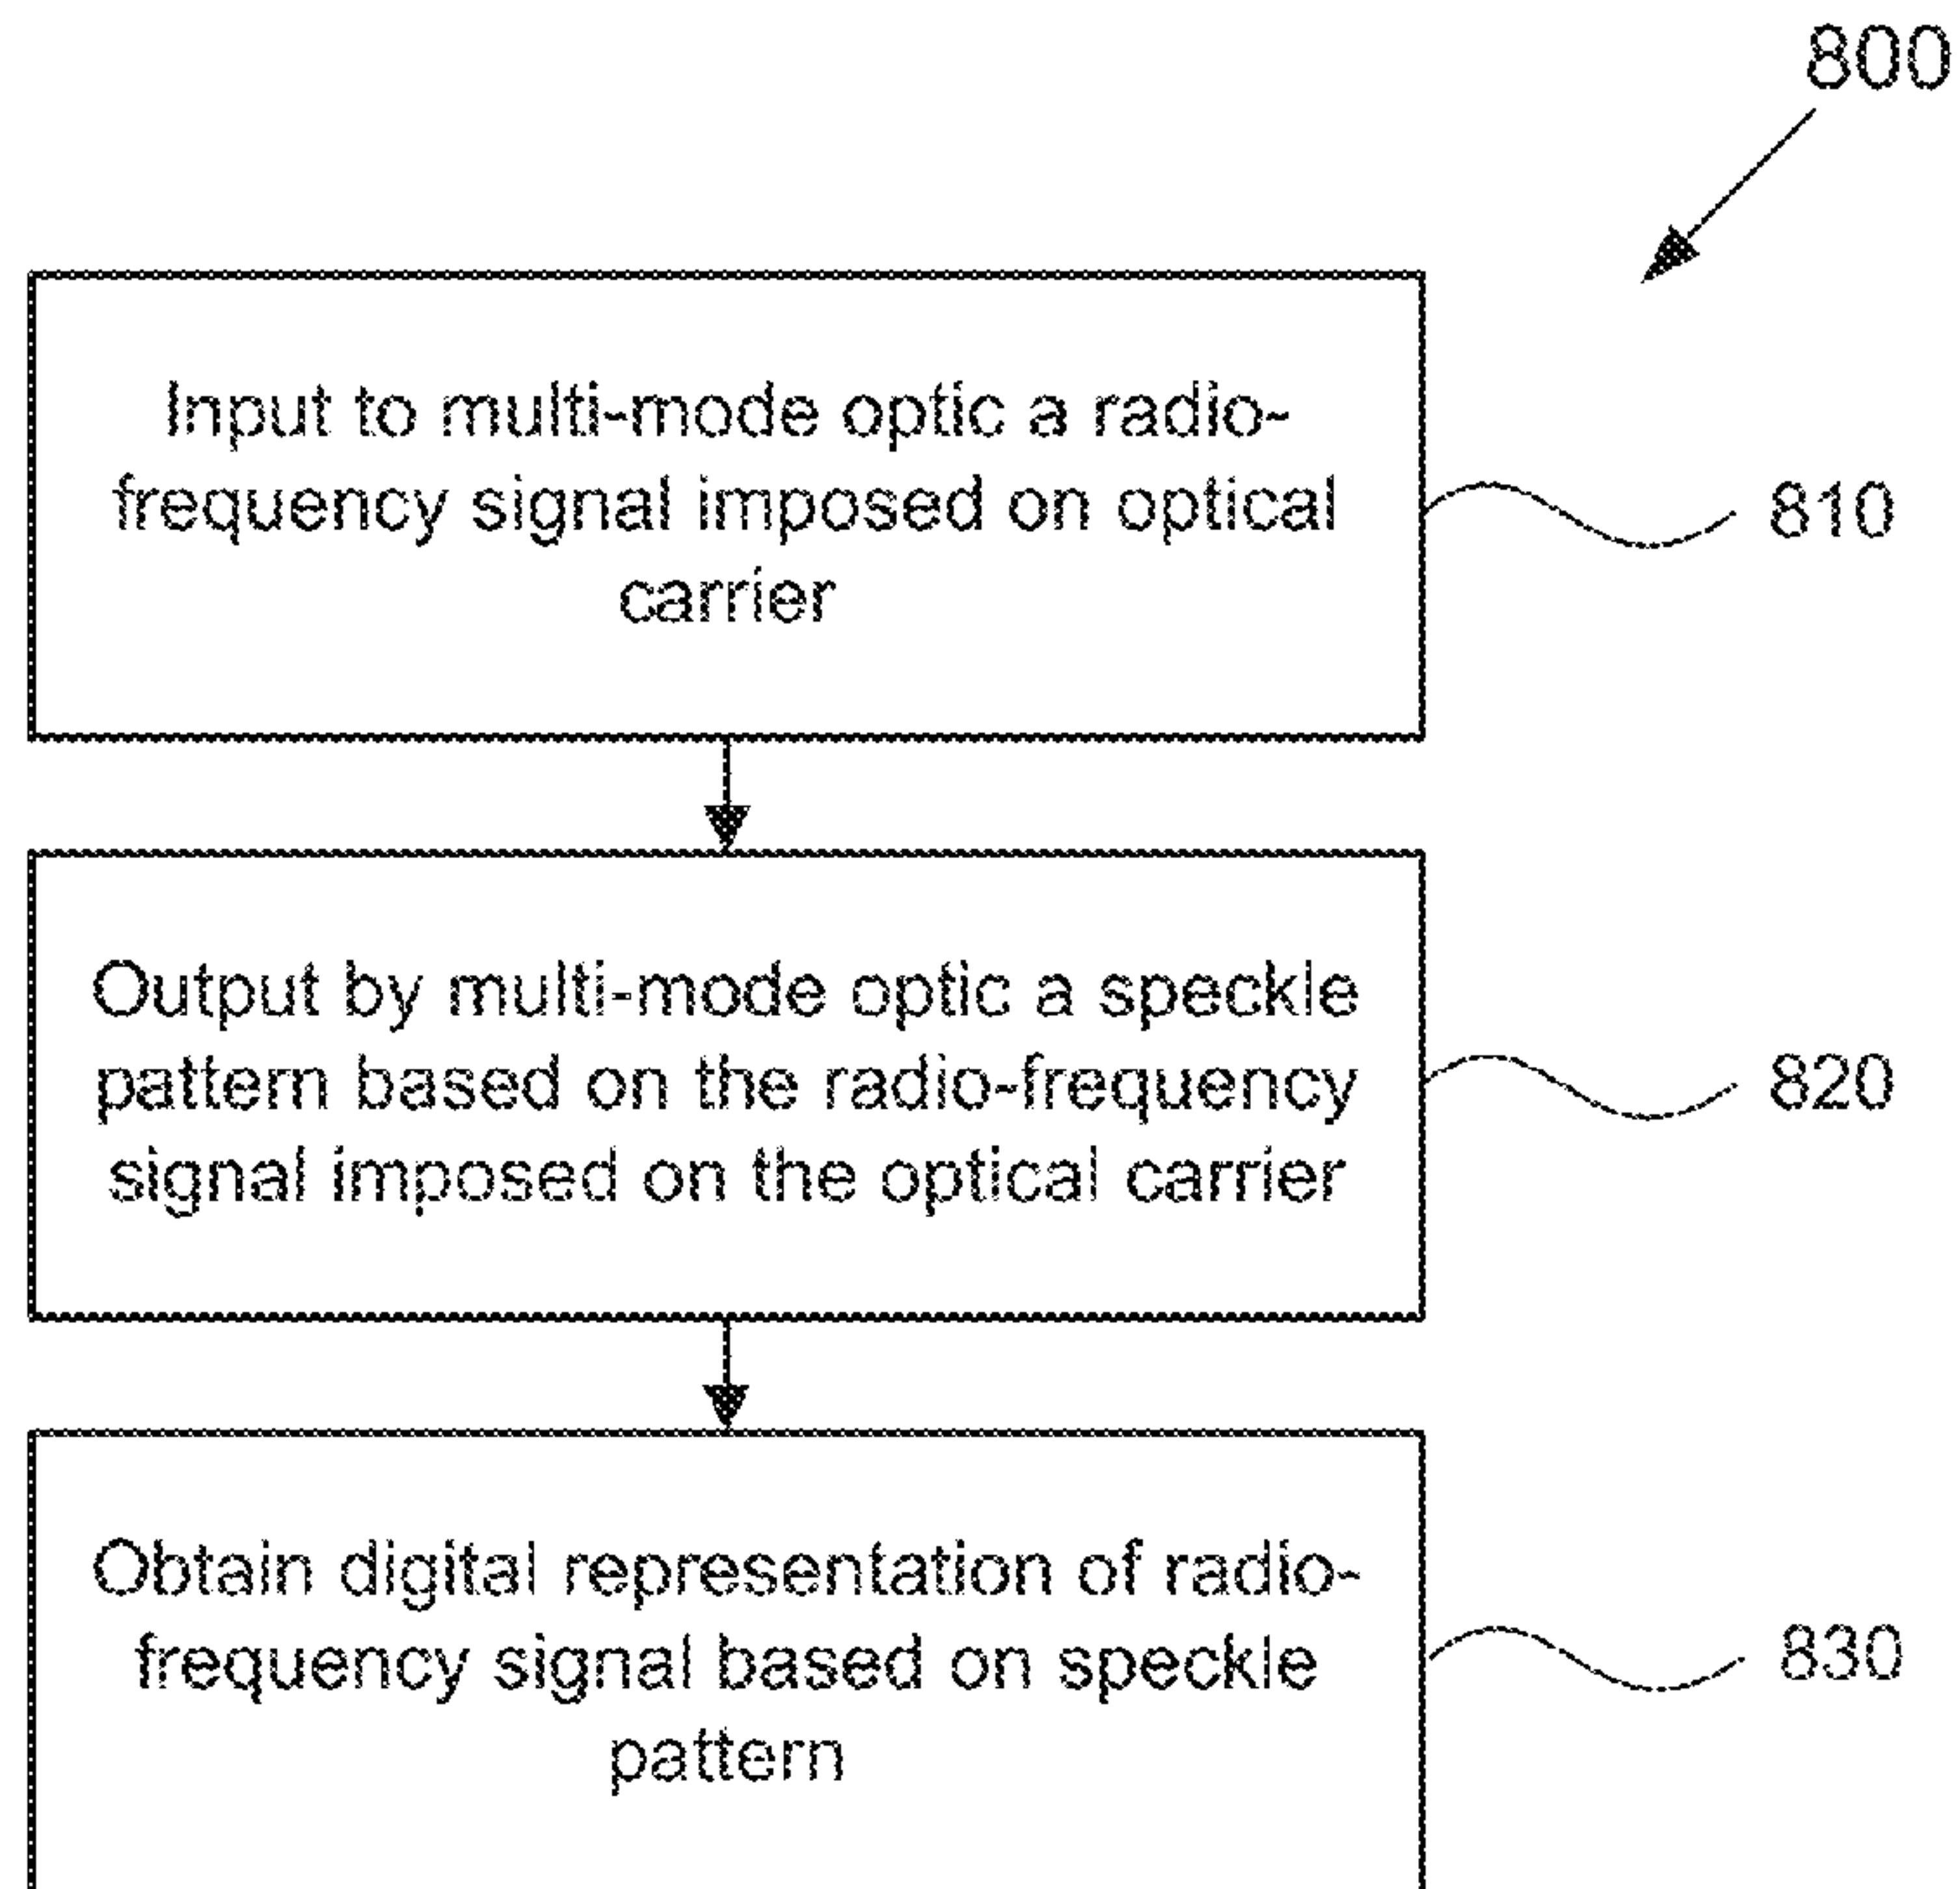 800
Input to multi-mode optic a radio-
frequency signal imposed on optical
carrier
810
Output by multi-mode optic a speckle
pattern based on the radio-frequency
signal imposed on the optical carrier
820
Obtain digital representation of radio-
frequency signal based on speckle
pattern
830